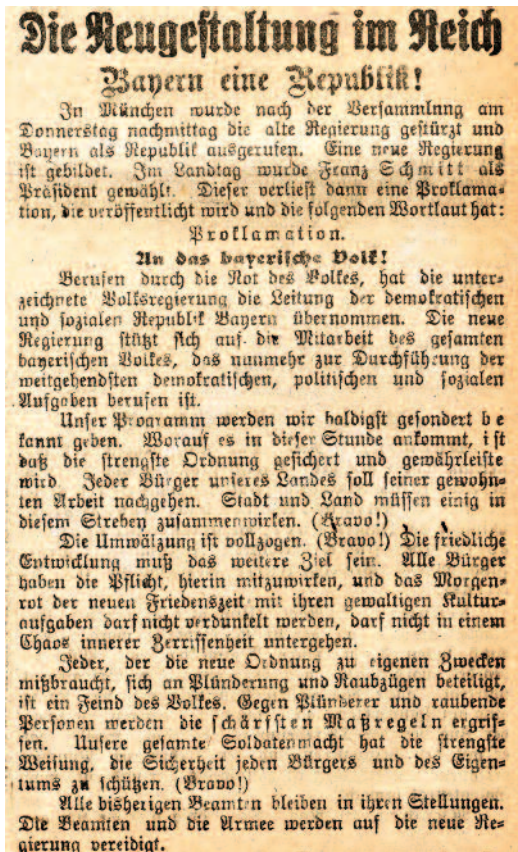 Die Neugestaltung im Reich
Bayern eine Republik!
In München wurde nach der Versammlung am
Donnerstag nachmittag die alte Regierung gestürzt und
Bayern als Republik ausgerufen. Eine neue Regierung
ist gebildet. Im Landtag wurde Franz Schmitt als
Präsident gewählt. Dieser verliest dann eine Proklama-
tion, die veröffentlicht wird und die folgenden Wortlaut hat:
Proklamation.
An das bayerische Volk!
Berufen durch die Not des Volkes, hat die unter-
zeichnete Volksregierung die Leitung der demokratischen
und sozialen Republik Bayern übernommen. Die neue
Regierung stützt sich auf die Mitarbeit des gesamten
bayerischen Volkes, das nunmehr zur Durchführung der
weitgehendsten demokratischen, politischen und sozialen
Aufgaben berufen ist.
Unser Programm werden wir baldigst gesondert be
kannt geben. Worauf es in dieser Stunde ankommt, ist
daß die strengste Ordnung gesichert und gewährleiste
wird. Jeder Bürger unseres Landes soll seiner gewohn-
ten Arbeit nachgehen. Stadt und Land müssen einig in
diesem Streben zusammenwirken. (Bravo!)
Die Umwälzung ist vollzogen. (Bravo!) Die friedliche
Entwicklung muß das weitere Ziel sein. Alle Bürger
haben die Pflicht, hierin mitzuwirken, und das Morgen-
rot der neuen Friedenszeit mit ihren gewaltigen Kultur-
aufgaben darf nicht verdunkelt werden, darf nicht in einem
Chaos innerer Zerrissenheit untergehen.
Jeder, der die neue Ordnung zu eigenen Zwecken
mißbraucht, sich an Plünderung und Raubzügen beteiligt,
ist ein Feind des Volkes. Gegen Plünderer und raubende
Personen werden die schärfsten Maßregeln ergrif-
fen. Unsere gesamte Soldatenmacht hat die strengste
Weisung, die Sicherheit jeden Bürgers und des Eigen-
tums zu schützen. (Bravo!)
Alle bisherigen Beamten bleiben in ihren Stellungen.
Die Beamten und die Armee werden auf die neue Re-
gierung vereidigt.